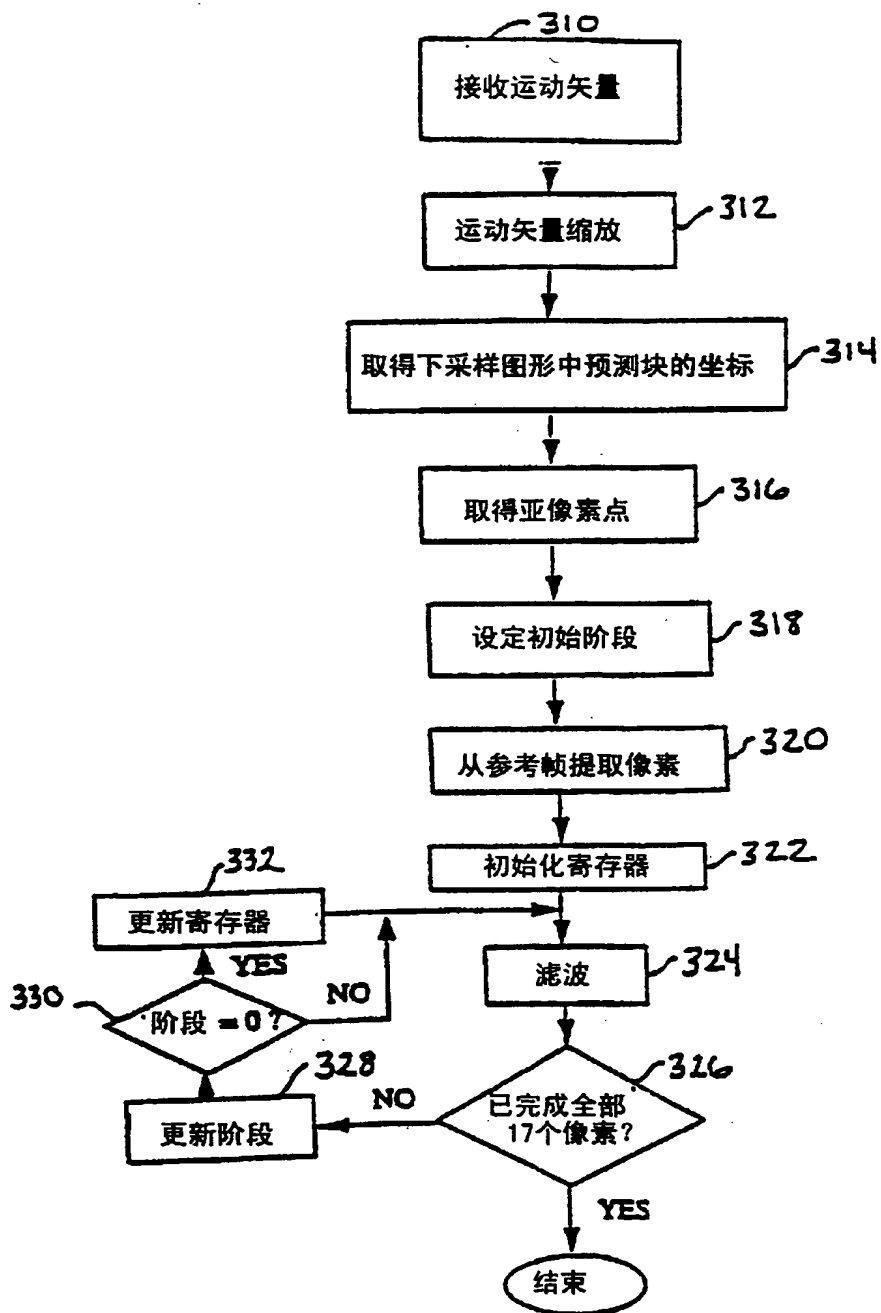 310
接收运动矢量
312
运动矢量缩放
314
取得下采样图形中预测块的坐标
316
取得亚像素点
318
设定初始阶段
320
从参考帧提取像素
322
初始化寄存器
332
更新寄存器
324
滤波
YES
330
阶段 = 0?
NO
326
已完成全部
17个像素?
NO
328
更新阶段
YES
结束